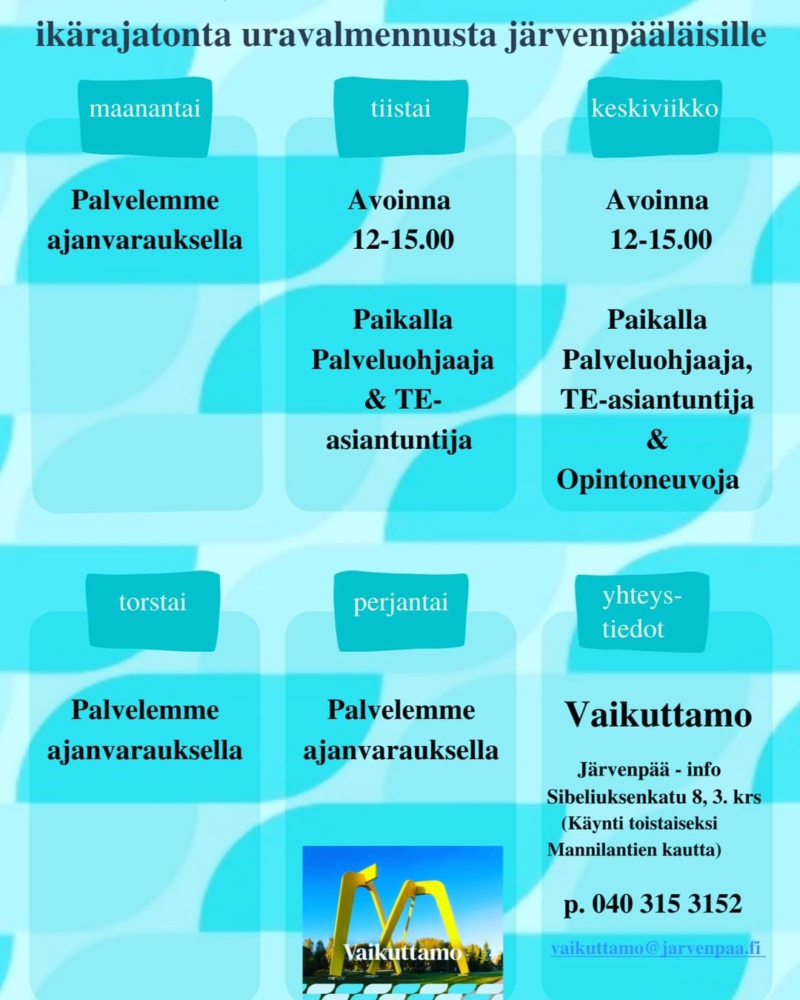 ikärajatonta uravalmennusta järvenpääläisille
maanantai
Palvelemme
ajanvarauksella
tiistai
Avoinna
12-15.00
Paikalla
Palveluohjaaja
& TE-
asiantuntija
keskiviikko
Avoinna
12-15.00
Paikalla
Palveluohjaaja,
TE-asiantuntija
&
Opintoneuvoja
torstai
Palvelemme
ajanvarauksella
perjantai
Palvelemme
ajanvarauksella
Vaikuttamo
yhteys-
tiedot
Vaikuttamo
Järvenpää - info
Sibeliuksenkatu 8, 3. krs
(Käynti toistaiseksi
Mannilantien kautta)
p. 040 315 3152
vaikuttamo@jarvenpaa.fi